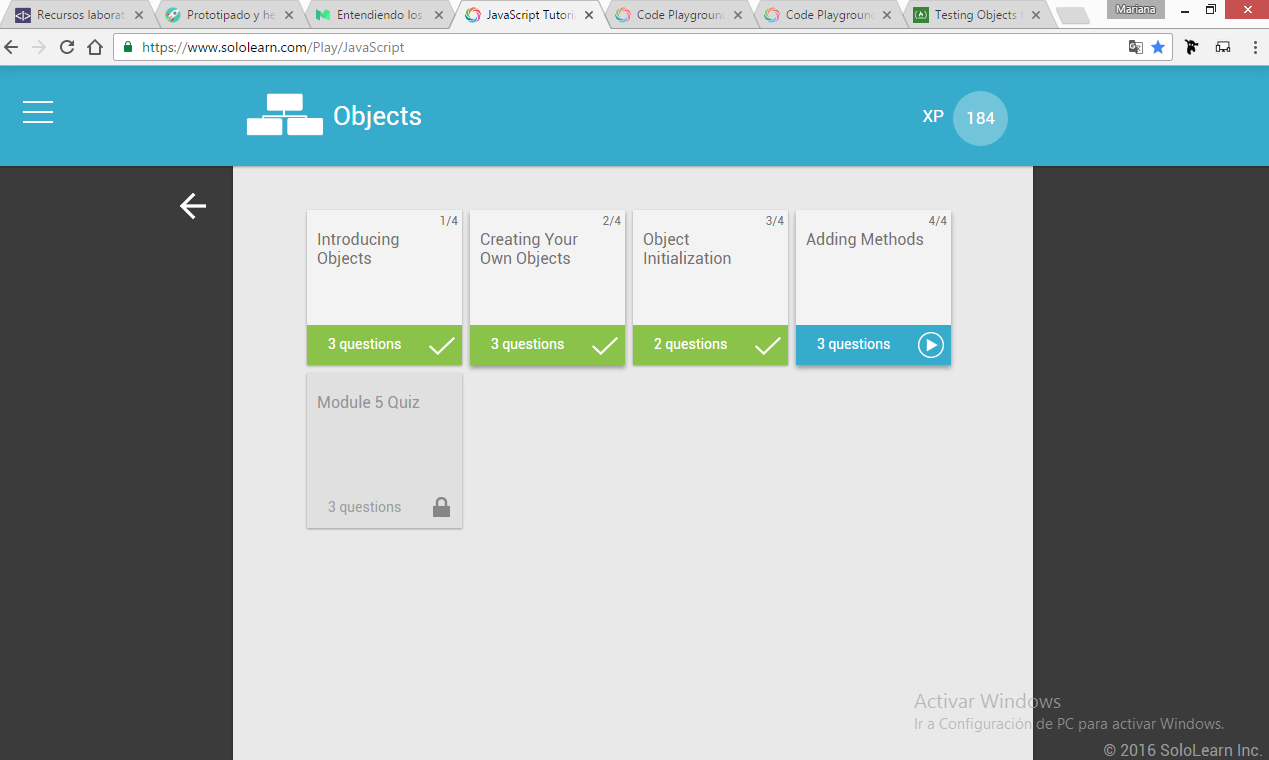 Recursos laborat
Prototipado y he
Entendiendo los
JavaScript Tutori
Code Playground
Code Playground
Testing Objects
Mariana
https://www.sololearn.com/Play/JavaScript
Objects
XP
184
1/4
Introducing
Objects
3 questions
2/4
Creating Your
Own Objects
3 questions
3/4
Object
Initialization
2 questions
4/4
Adding Methods
3 questions
Module 5 Quiz
3 questions
Activar Windows
Ir a Configuración de PC para activar Windows.
© 2016 SoloLearn Inc.